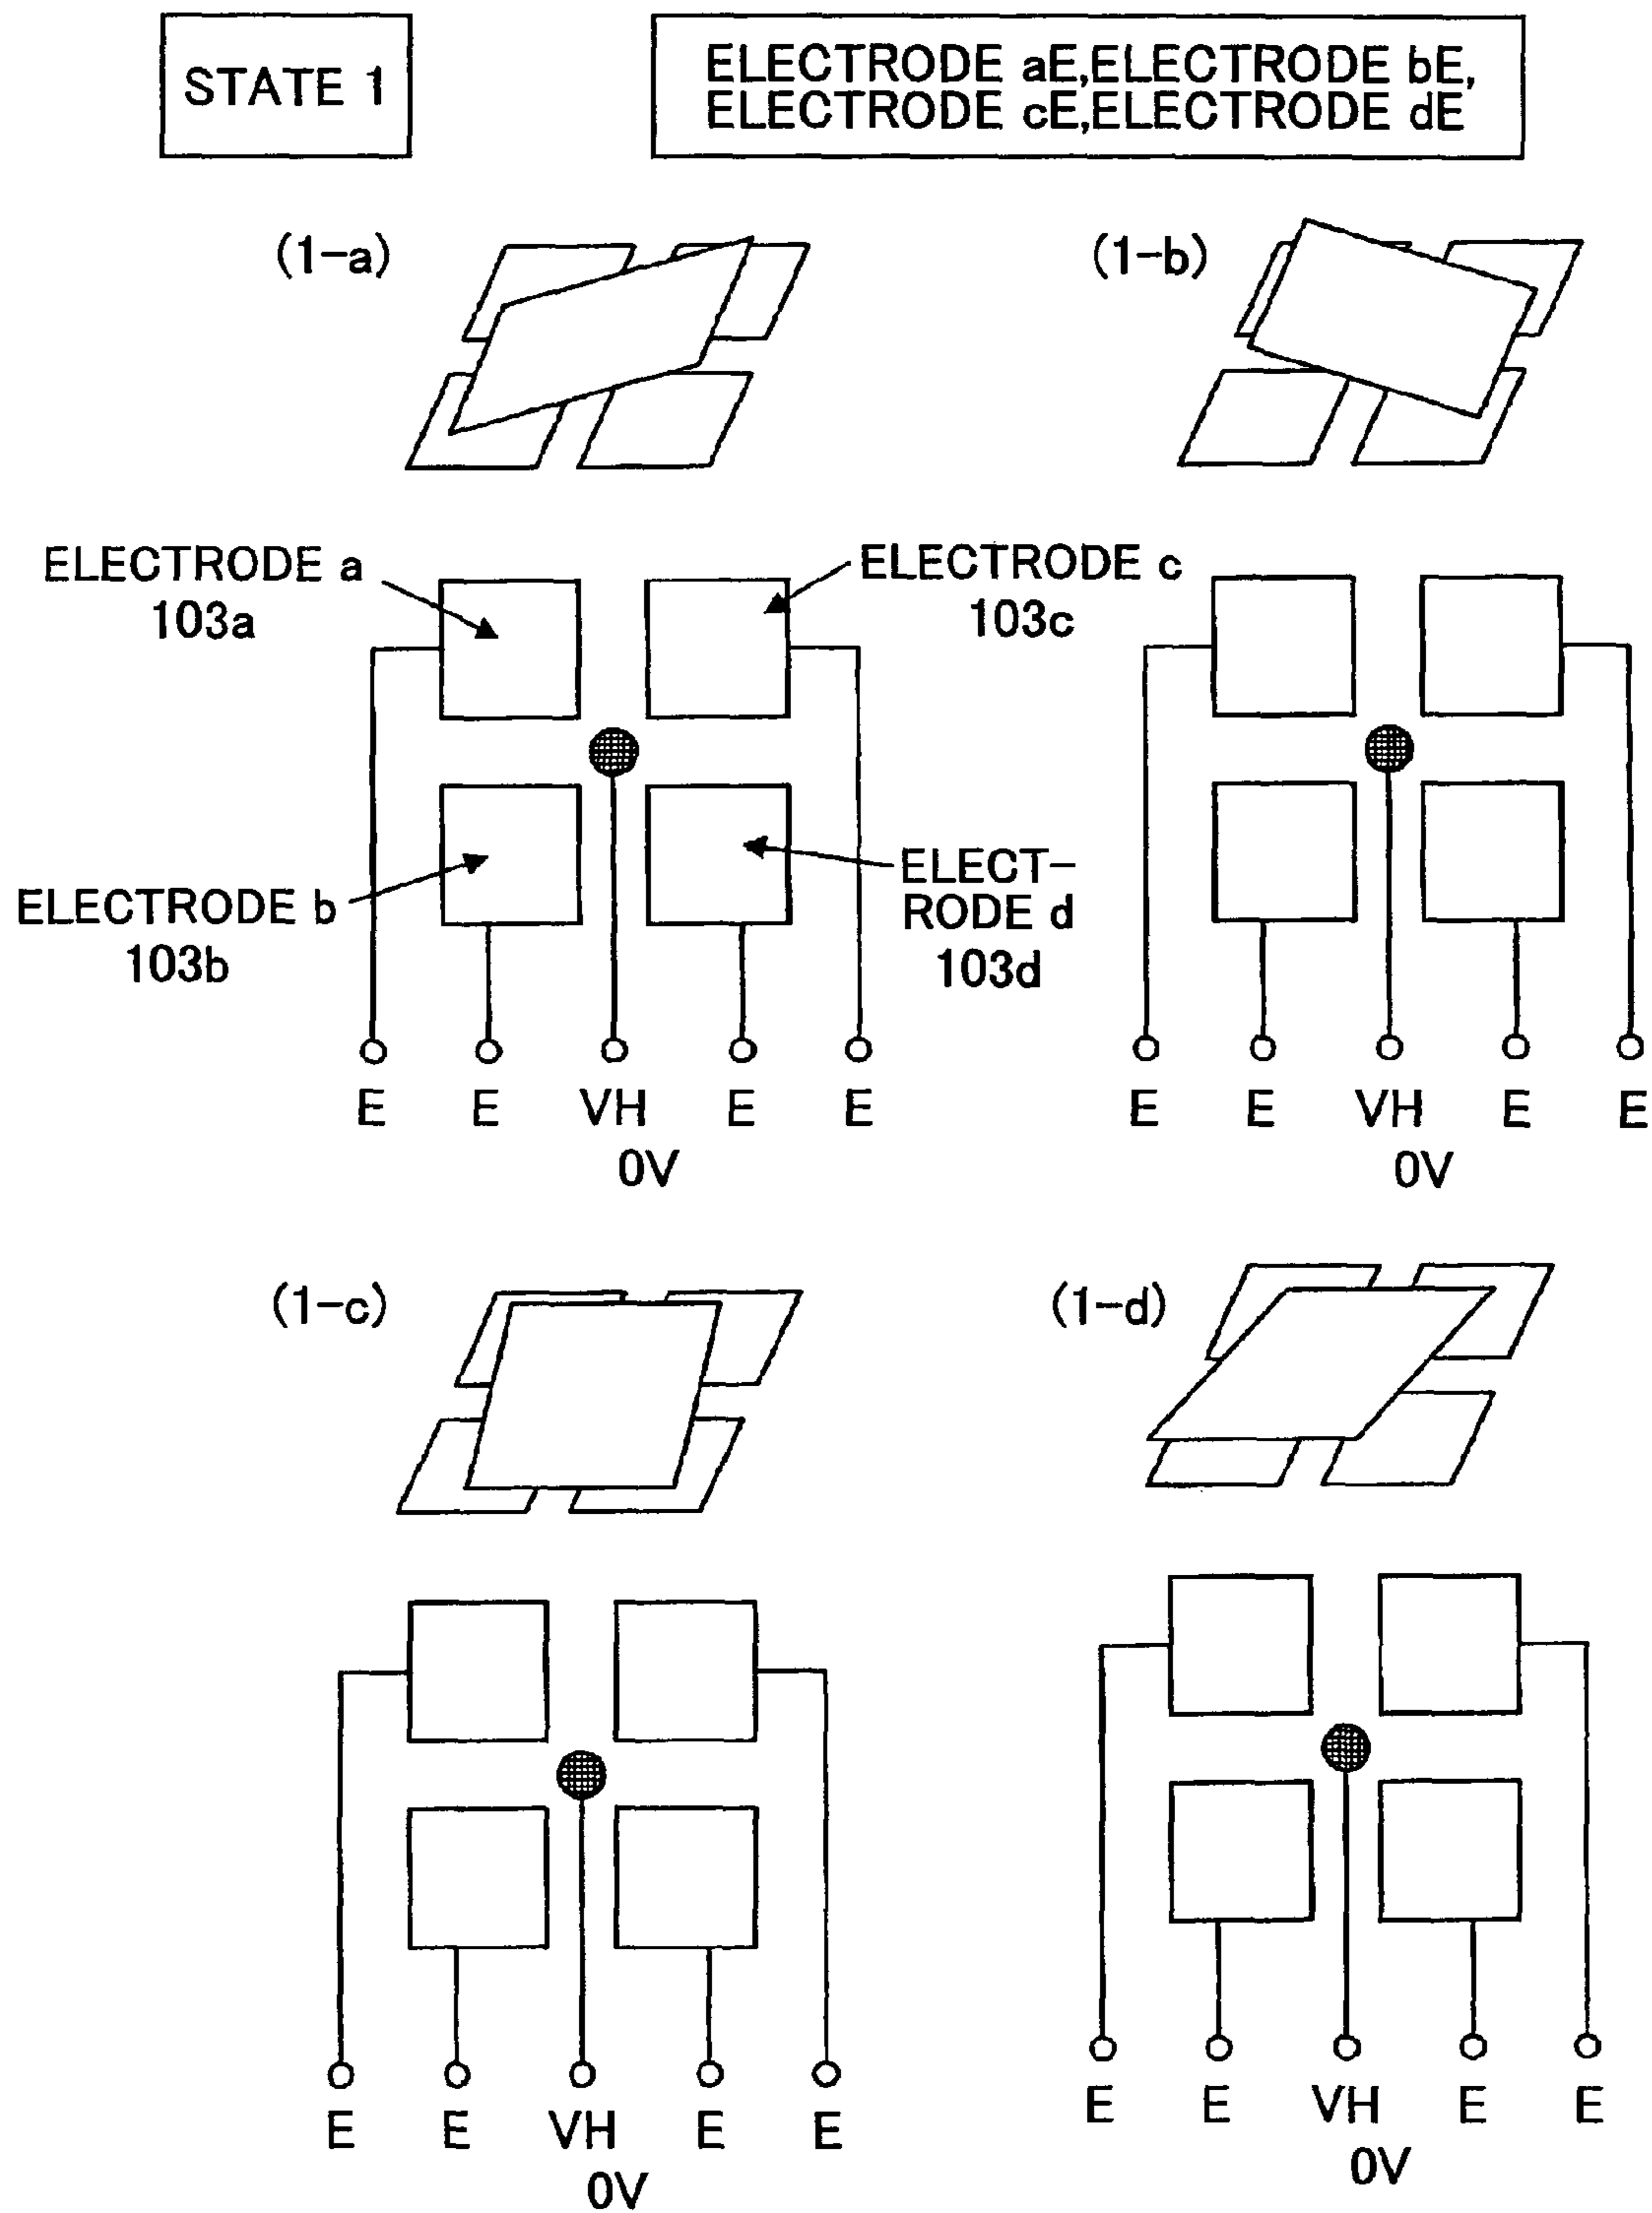 STATE 1
ELECTRODE aE,ELECTRODE bE,
ELECTRODE cE,ELECTRODE dE
(1-a)
(1-b)
ELECTRODE a
103a
ELECTRODE c
103c
ELECTRODE b
103b
ELECT-
RODE d
103d
E E VH E E
0V
E E VH E E
0V
(1-c)
(1-d)
E E VH E E
0V
E E VH E E
0V